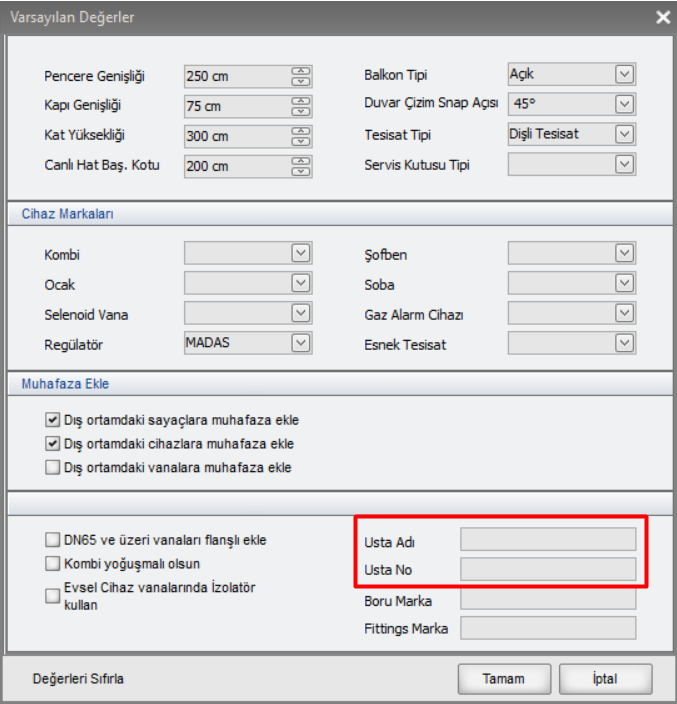 Varsayılan Değerler
Pencere Genişliği 250 cm Balkon Tipi Açık
Kapı Genişliği 75 cm Duvar Çizim Snap Açısı 45°
Kat Yüksekliği 300 cm Tesisat Tipi Dişli Tesisat
Canlı Hat Baş. Kotu 200 cm Servis Kutusu Tipi
Cihaz Markaları
Kombi Şofben
Ocak Soba
Selenoid Vana Gaz Alarm Cihazı
Regülatör MADAS Esnek Tesisat
Muhafaza Ekle
Dış ortamdaki sayaçlara muhafaza ekle
Dış ortamdaki cihazlara muhafaza ekle
Dış ortamdaki vanalara muhafaza ekle
DN65 ve üzeri vanaları flanşlı ekle Usta Adı
Kombi yoğuşmalı olsun Usta No
Evsel Cihaz vanalarında İzolatör Boru Marka
kullan
Fittings Marka
Değerleri Sıfırla Tamam İptal